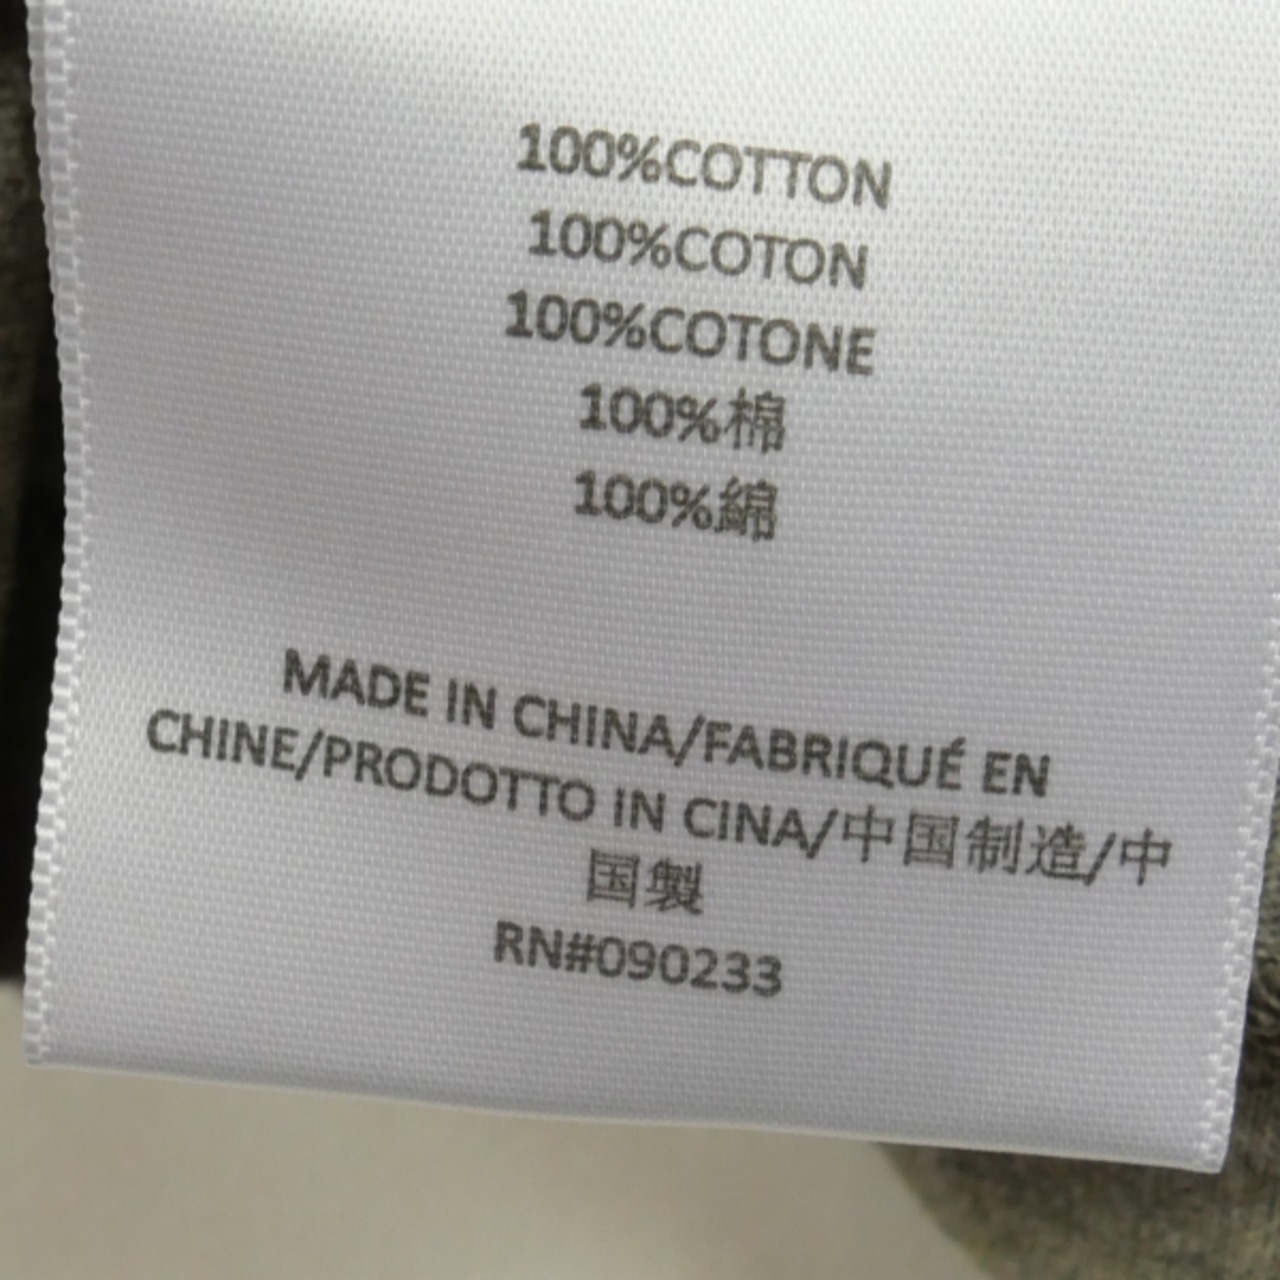 100%COTTON
100%COTON
100%COTONE
100%棉
100%綿
MADE IN CHINA/FABRIQUÉ EN
CHINE/PRODOTTO IN CINA/中国制造/中
国製
RN#090233